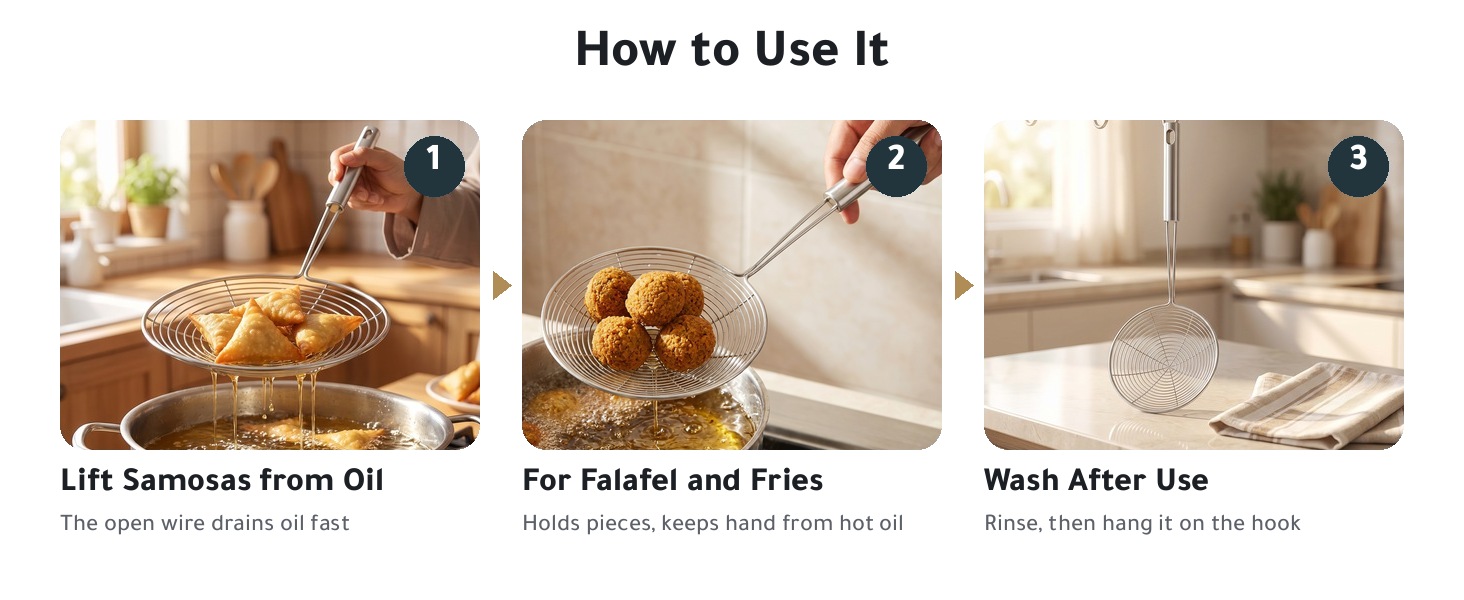 How to Use It
1
2
3
Lift Samosas from Oil
The open wire drains oil fast
For Falafel and Fries
Holds pieces, keeps hand from hot oil
Wash After Use
Rinse, then hang it on the hook